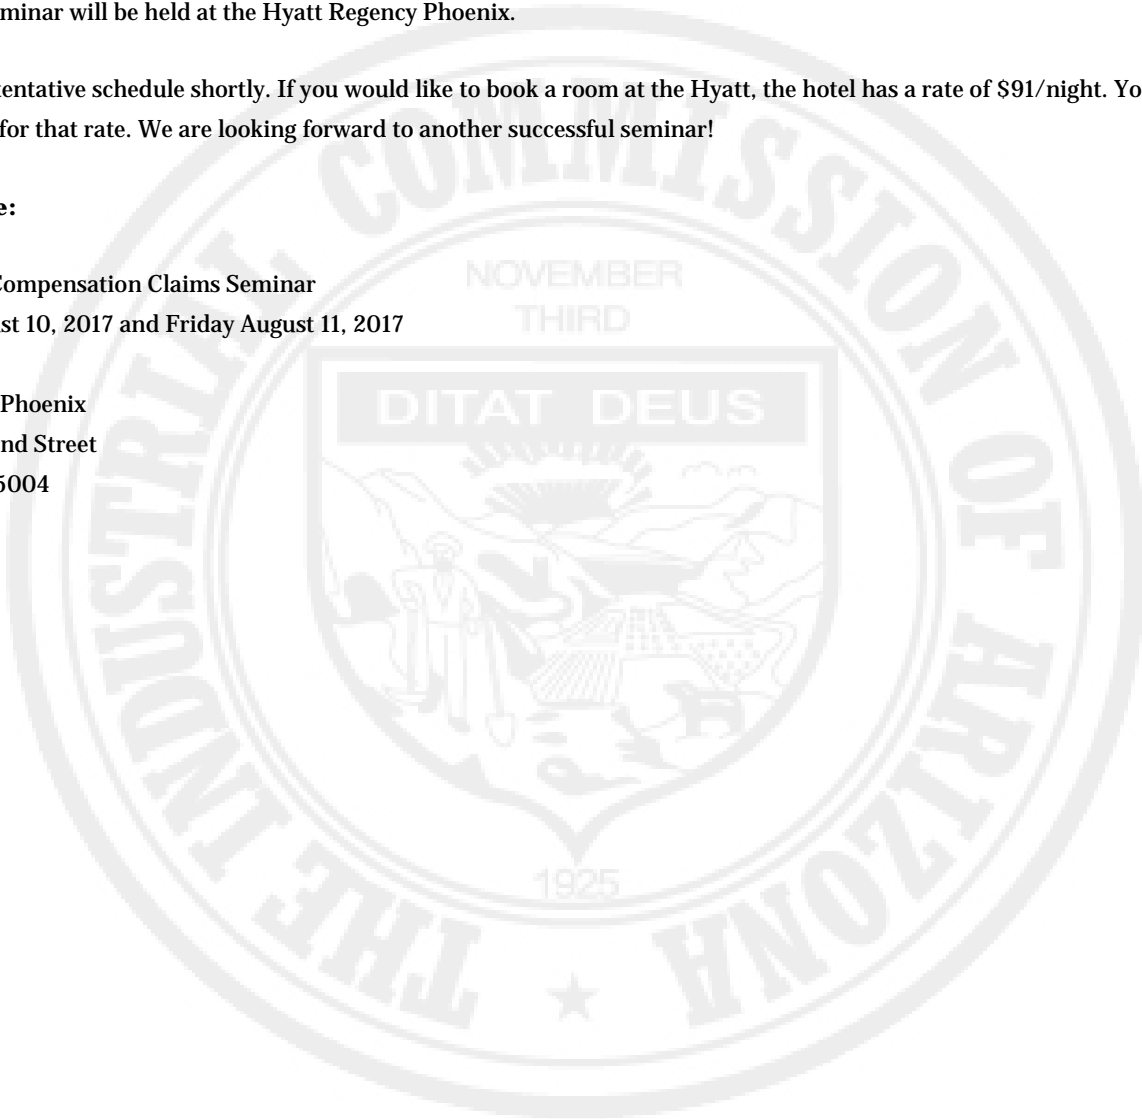 minar will be held at the Hyatt Regency Phoenix.
entative schedule shortly. If you would like to book a room at the Hyatt, the hotel has a rate of $91/night. Yo
for that rate. We are looking forward to another successful seminar!
e:
Compensation Claims Seminar
st 10, 2017 and Friday August 11, 2017
Phoenix
nd Street
5004
THE INDUSTRIAL COMMISSION OF ARIZONA
NOVEMBER
THIRD
DITAT DEUS
1925